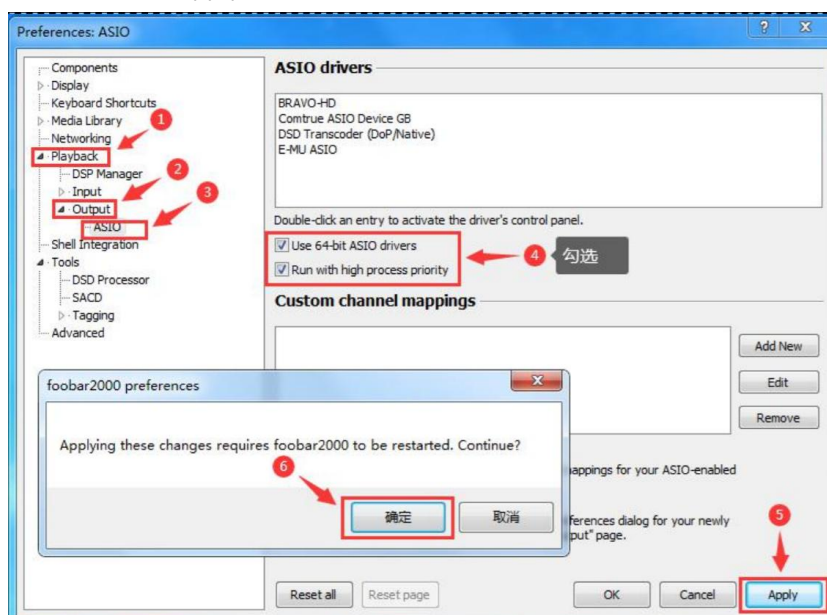 Preferences: ASIO
Components
Display
Keyboard Shortcuts
Media Library
1
Networking
Playback
DSP Manager
2
Input
3
Output
ASIO
Shell Integration
Tools
DSD Processor
SACD
Tagging
Advanced
ASIO drivers
BRAVO-HD
Comtrue ASIO Device GB
DSD Transcoder (DoP/Native)
E-MU ASIO
Double-click an entry to activate the driver's control panel.
Use 64-bit ASIO drivers
4 勾选
Run with high process priority
Custom channel mappings
Add New
Edit
Remove
foobar2000 preferences
Applying these changes requires foobar2000 to be restarted. Continue?
6
确定 取消
mappings for your ASIO-enabled
ferences dialog for your newly
put" page.
5
Reset all Reset page OK Cancel Apply